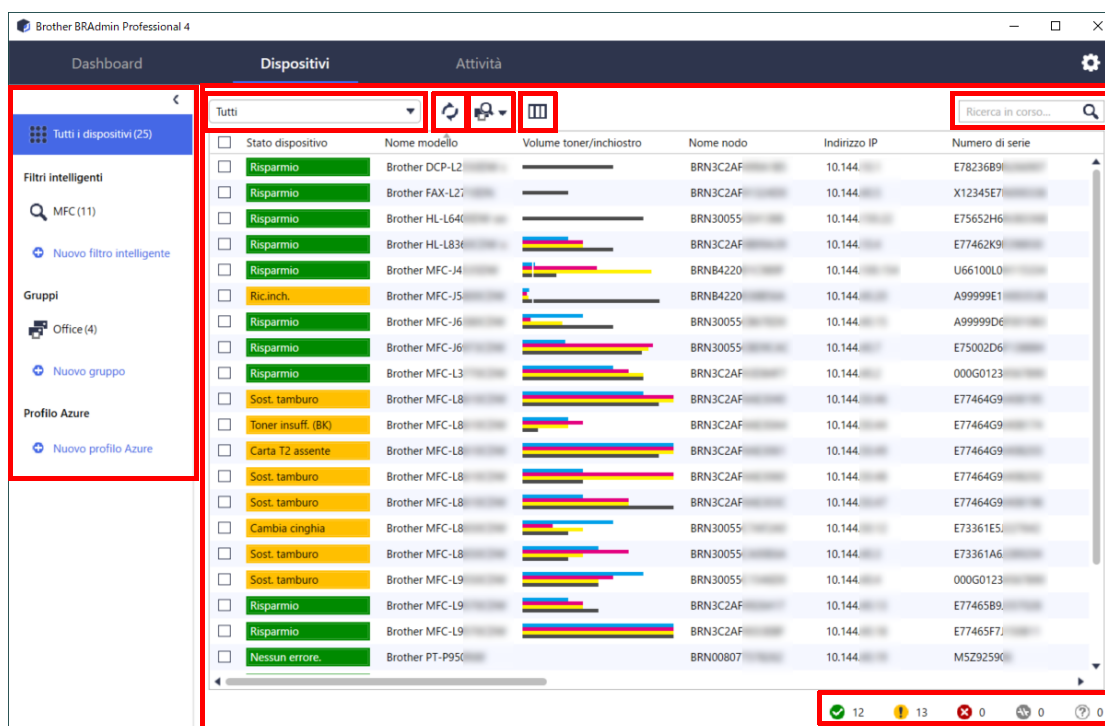 Brother BRAdmin Professional 4
Dashboard Dispositivi Attività
Tutti i dispositivi (25)
Filtri intelligenti
MFC (11)
Nuovo filtro intelligente
Gruppi
Office (4)
Nuovo gruppo
Profilo Azure
Nuovo profilo Azure
Tutti Ricerca in corso...
Stato dispositivo Nome modello Volume toner/inchiostro Nome nodo Indirizzo IP Numero di serie
Risparmio Brother DCP-L2 BRN3C2AF 10.144. E78236B9
Risparmio Brother FAX-L27 BRN3C2AF 10.144. X12345E7
Risparmio Brother HL-L640 BRN30055 10.144. E75652H6
Risparmio Brother HL-L836 BRN3C2AF 10.144. E77462K9
Risparmio Brother MFC-J4 BRNB4220 10.144. U66100L0
Ric.inch. Brother MFC-J5 BRNB4220 10.144. A99999E1
Risparmio Brother MFC-J6 BRN30055 10.144. A99999D6
Risparmio Brother MFC-J6 BRN30055 10.144. E75002D6
Risparmio Brother MFC-L3 BRN3C2AF 10.144. 000G0123
Sost. tamburo Brother MFC-L8 BRN3C2AF 10.144. E77464G9
Toner insuff. (BK) Brother MFC-L8 BRN3C2AF 10.144. E77464G9
Carta T2 assente Brother MFC-L8 BRN3C2AF 10.144. E77464G9
Sost. tamburo Brother MFC-L8 BRN3C2AF 10.144. E77464G9
Sost. tamburo Brother MFC-L8 BRN3C2AF 10.144. E77464G9
Cambia cinghia Brother MFC-L8 BRN30055 10.144. E73361E5
Sost. tamburo Brother MFC-L8 BRN30055 10.144. E73361A6
Sost. tamburo Brother MFC-L9 BRN30055 10.144. 000G0123
Risparmio Brother MFC-L9 BRN3C2AF 10.144. E77465B9
Risparmio Brother MFC-L9 BRN3C2AF 10.144. E77465F7
Nessun errore. Brother PT-P950 BRN00807 10.144. M5Z92590
12 13 0 0 0